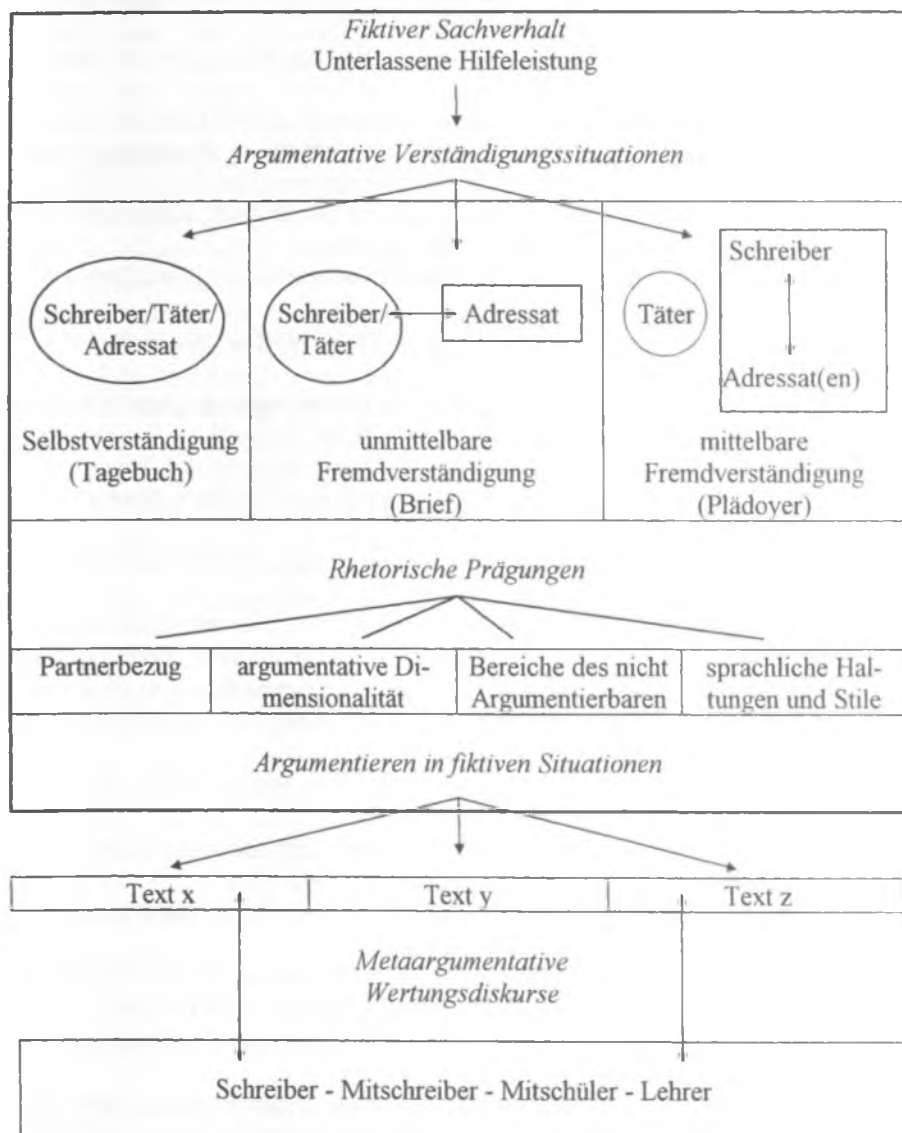 Fiktiver Sachverhalt
Unterlassene Hilfeleistung
Argumentative Verständigungssituationen
Schreiber/Täter/
Adressat
Selbstverständigung
(Tagebuch)
Schreiber/
Täter
Adressat
unmittelbare
Fremdverständigung
(Brief)
Täter
Schreiber
Adressat(en)
mittelbare
Fremdverständigung
(Plädoyer)
Rhetorische Prägungen
Partnerbezug
argumentative Di-
mensionalität
Bereiche des nicht
Argumentierbaren
sprachliche Hal-
tungen und Stile
Argumentieren in fiktiven Situationen
Text x
Text y
Text z
Metaargumentative
Wertungsdiskurse
Schreiber - Mitschreiber - Mitschüler - Lehrer